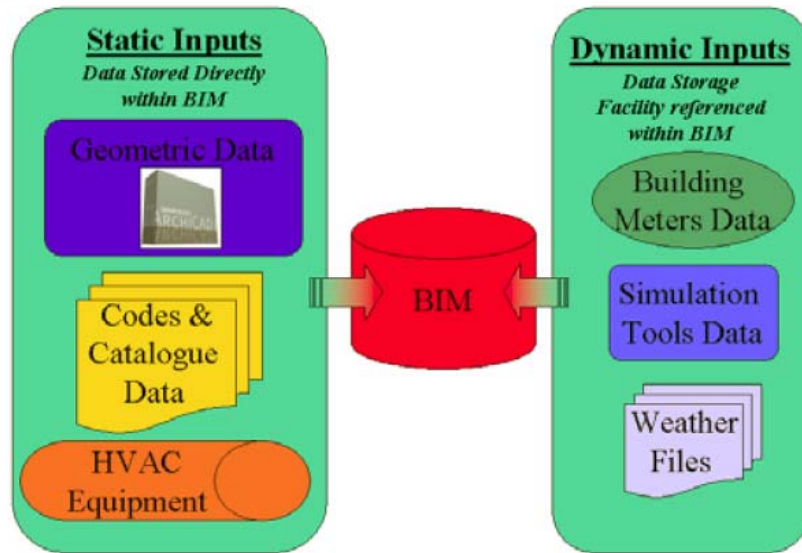 Static Inputs
Data Stored Directly
within BIM
Geometric Data
ARCHICAD
Codes &
Catalogue
Data
HVAC
Equipment
BIM
Dynamic Inputs
Data Storage
Facility referenced
within BIM
Building
Meters Data
Simulation
Tools Data
Weather
Files